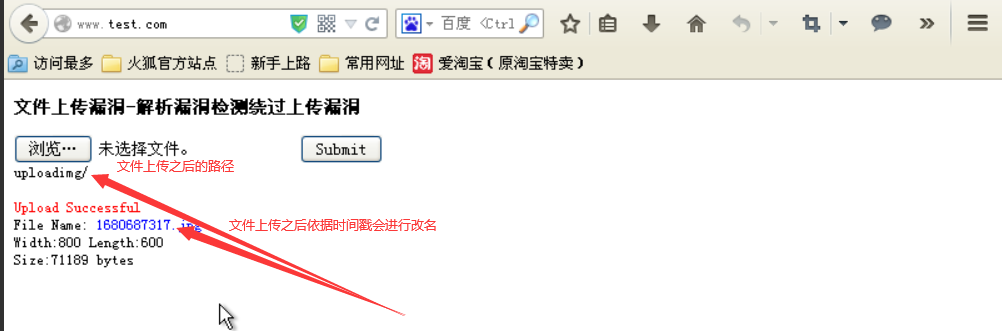 www.test.com
百度 <Ctrl
访问最多 火狐官方站点 新手上路 常用网址 淘 爱淘宝（原淘宝特卖）
文件上传漏洞-解析漏洞检测绕过上传漏洞
浏览… 未选择文件。 Submit
文件上传之后的路径
uploadimg/
Upload Successful
File Name: 1680687317.jpg 文件上传之后依据时间戳会进行改名
Width:800 Length:600
Size:71189 bytes